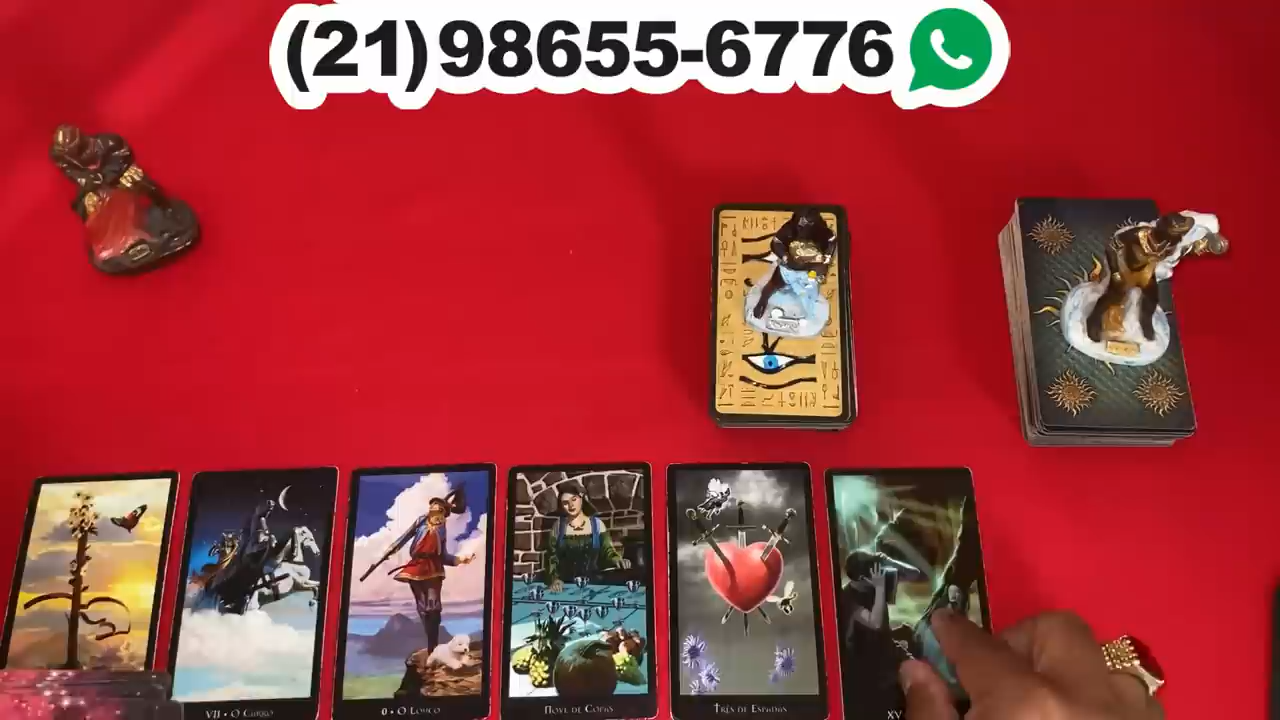 (21)98655-6776
VII • O CARRO
0 • O LOUCO
NOVE DE COPAS
TRÊS DE ESPADAS
XV